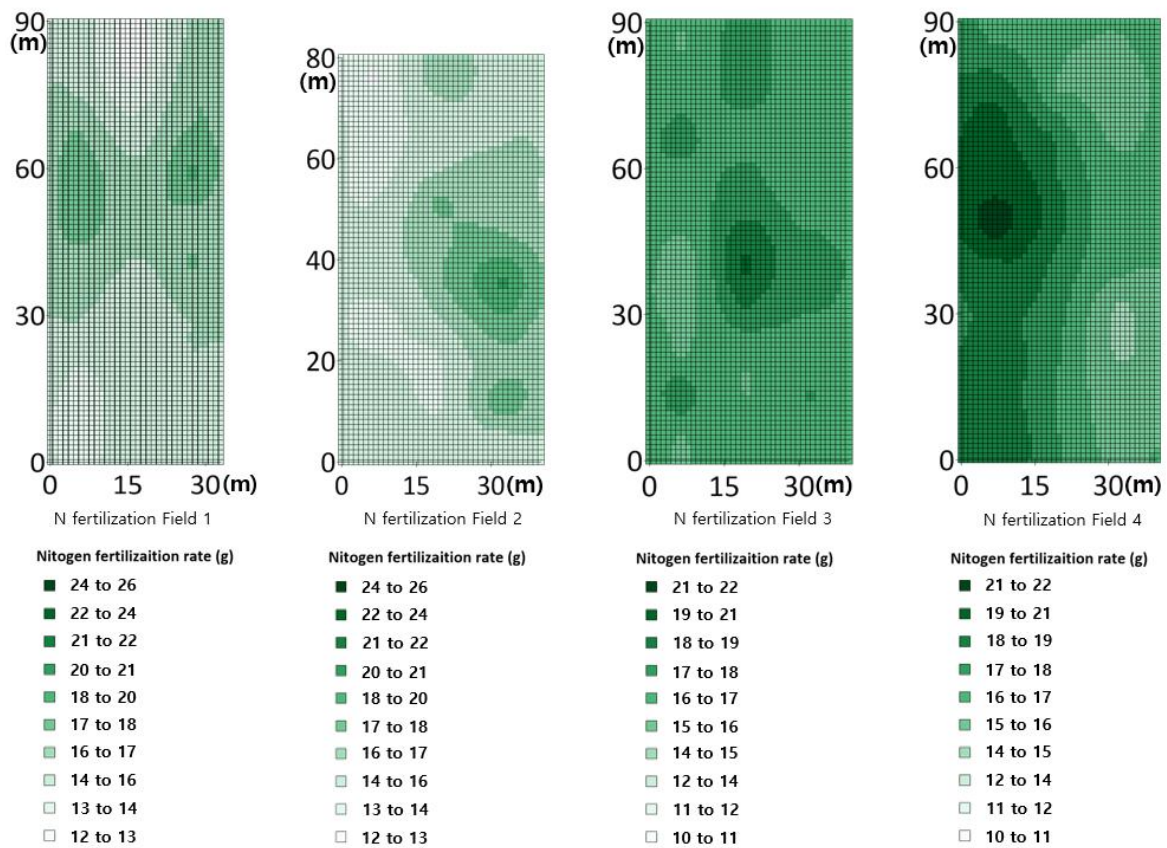 90
(m)
60
30
0
0 15 30(m)
N fertilization Field 1
80
(m)
60
40
20
0
0 15 30(m)
N fertilization Field 2
90
(m)
60
30
0
0 15 30(m)
N fertilization Field 3
90
(m)
60
30
0
0 15 30(m)
N fertilization Field 4
Nitogen fertilizaition rate (g)
24 to 26
22 to 24
21 to 22
20 to 21
18 to 20
17 to 18
16 to 17
14 to 16
13 to 14
12 to 13
Nitogen fertilizaition rate (g)
24 to 26
22 to 24
21 to 22
20 to 21
18 to 20
17 to 18
16 to 17
14 to 16
13 to 14
12 to 13
Nitogen fertilizaition rate (g)
21 to 22
19 to 21
18 to 19
17 to 18
16 to 17
15 to 16
14 to 15
12 to 14
11 to 12
10 to 11
Nitogen fertilizaition rate (g)
21 to 22
19 to 21
18 to 19
17 to 18
16 to 17
15 to 16
14 to 15
12 to 14
11 to 12
10 to 11